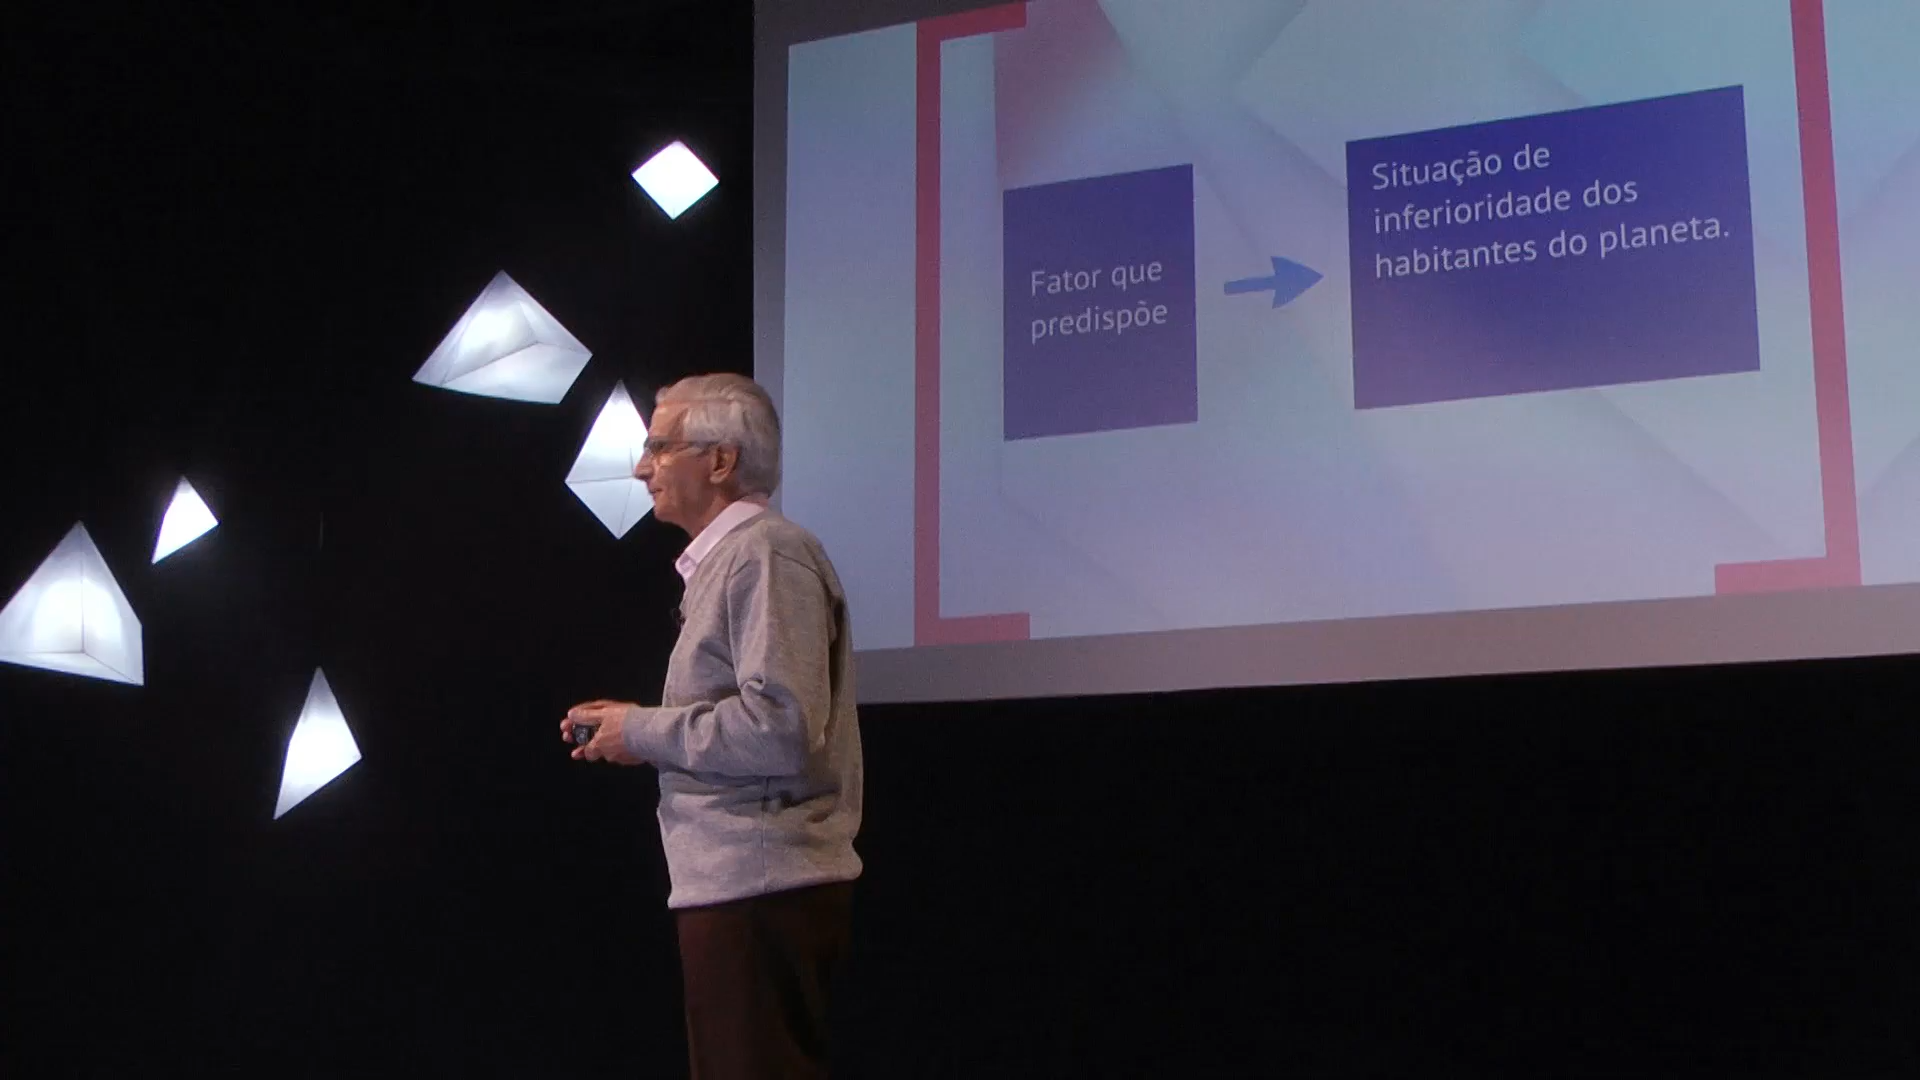 Fator que
predispõe
Situação de
inferioridade dos
habitantes do planeta.